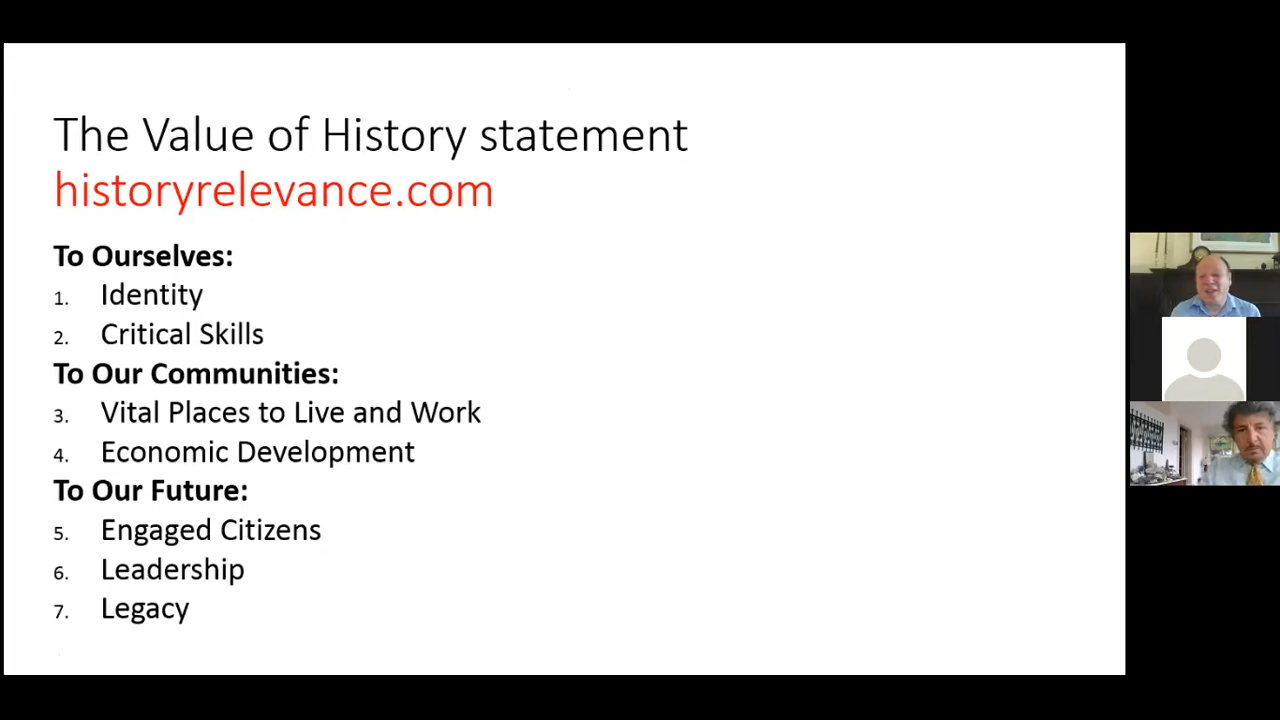 The Value of History statement
historyrelevance.com
To Ourselves:
1. Identity
2. Critical Skills
To Our Communities:
3. Vital Places to Live and Work
4. Economic Development
To Our Future:
5. Engaged Citizens
6. Leadership
7. Legacy